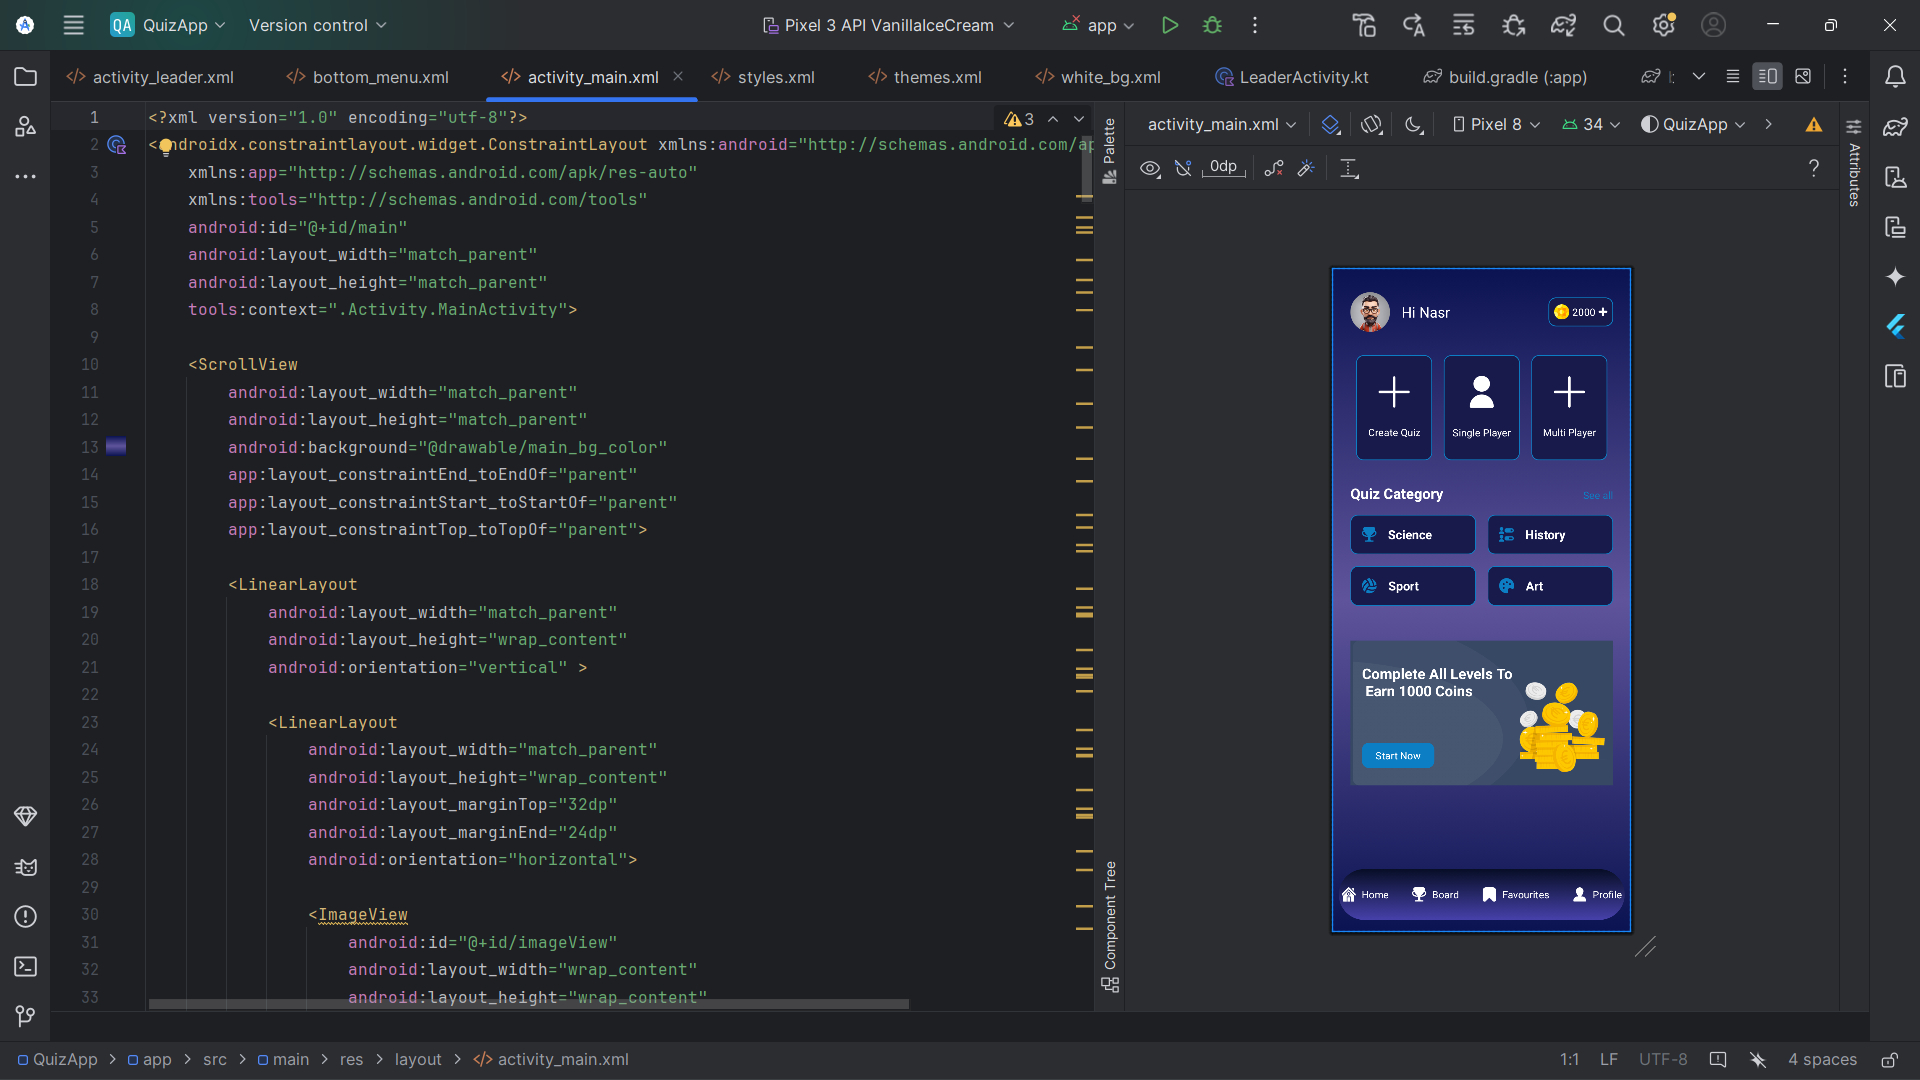 QA QuizApp
Version control
Pixel 3 API VanillaIceCream
app
activity_leader.xml
bottom_menu.xml
activity_main.xml
styles.xml
themes.xml
white_bg.xml
LeaderActivity.kt
build.gradle (:app)
1 <?xml version="1.0" encoding="utf-8"?>
3
2 <androidx.constraintlayout.widget.ConstraintLayout xmlns:android="http://schemas.android.com/ap
3 xmlns:app="http://schemas.android.com/apk/res-auto"
4 xmlns:tools="http://schemas.android.com/tools"
5 android:id="@+id/main"
6 android:layout_width="match_parent"
7 android:layout_height="match_parent"
8 tools:context=".Activity.MainActivity">
9
10 <ScrollView
11 android:layout_width="match_parent"
12 android:layout_height="match_parent"
13 android:background="@drawable/main_bg_color"
14 app:layout_constraintEnd_toEndOf="parent"
15 app:layout_constraintStart_toStartOf="parent"
16 app:layout_constraintTop_toTopOf="parent">
17
18 <LinearLayout
19 android:layout_width="match_parent"
20 android:layout_height="wrap_content"
21 android:orientation="vertical" >
22
23 <LinearLayout
24 android:layout_width="match_parent"
25 android:layout_height="wrap_content"
26 android:layout_marginTop="32dp"
27 android:layout_marginEnd="24dp"
28 android:orientation="horizontal">
29
30 <ImageView
31 android:id="@+id/imageView"
32 android:layout_width="wrap_content"
33 android:layout_height="wrap_content"
Palette
Component Tree
activity_main.xml
Pixel 8
34
QuizApp
0dp
?
Attributes
Hi Nasr
2000 +
Create Quiz
Single Player
Multi Player
Quiz Category
See all
Science
History
Sport
Art
Complete All Levels To
Earn 1000 Coins
Start Now
Home
Board
Favourites
Profile
QuizApp > app > src > main > res > layout > activity_main.xml
1:1
LF
UTF-8
4 spaces